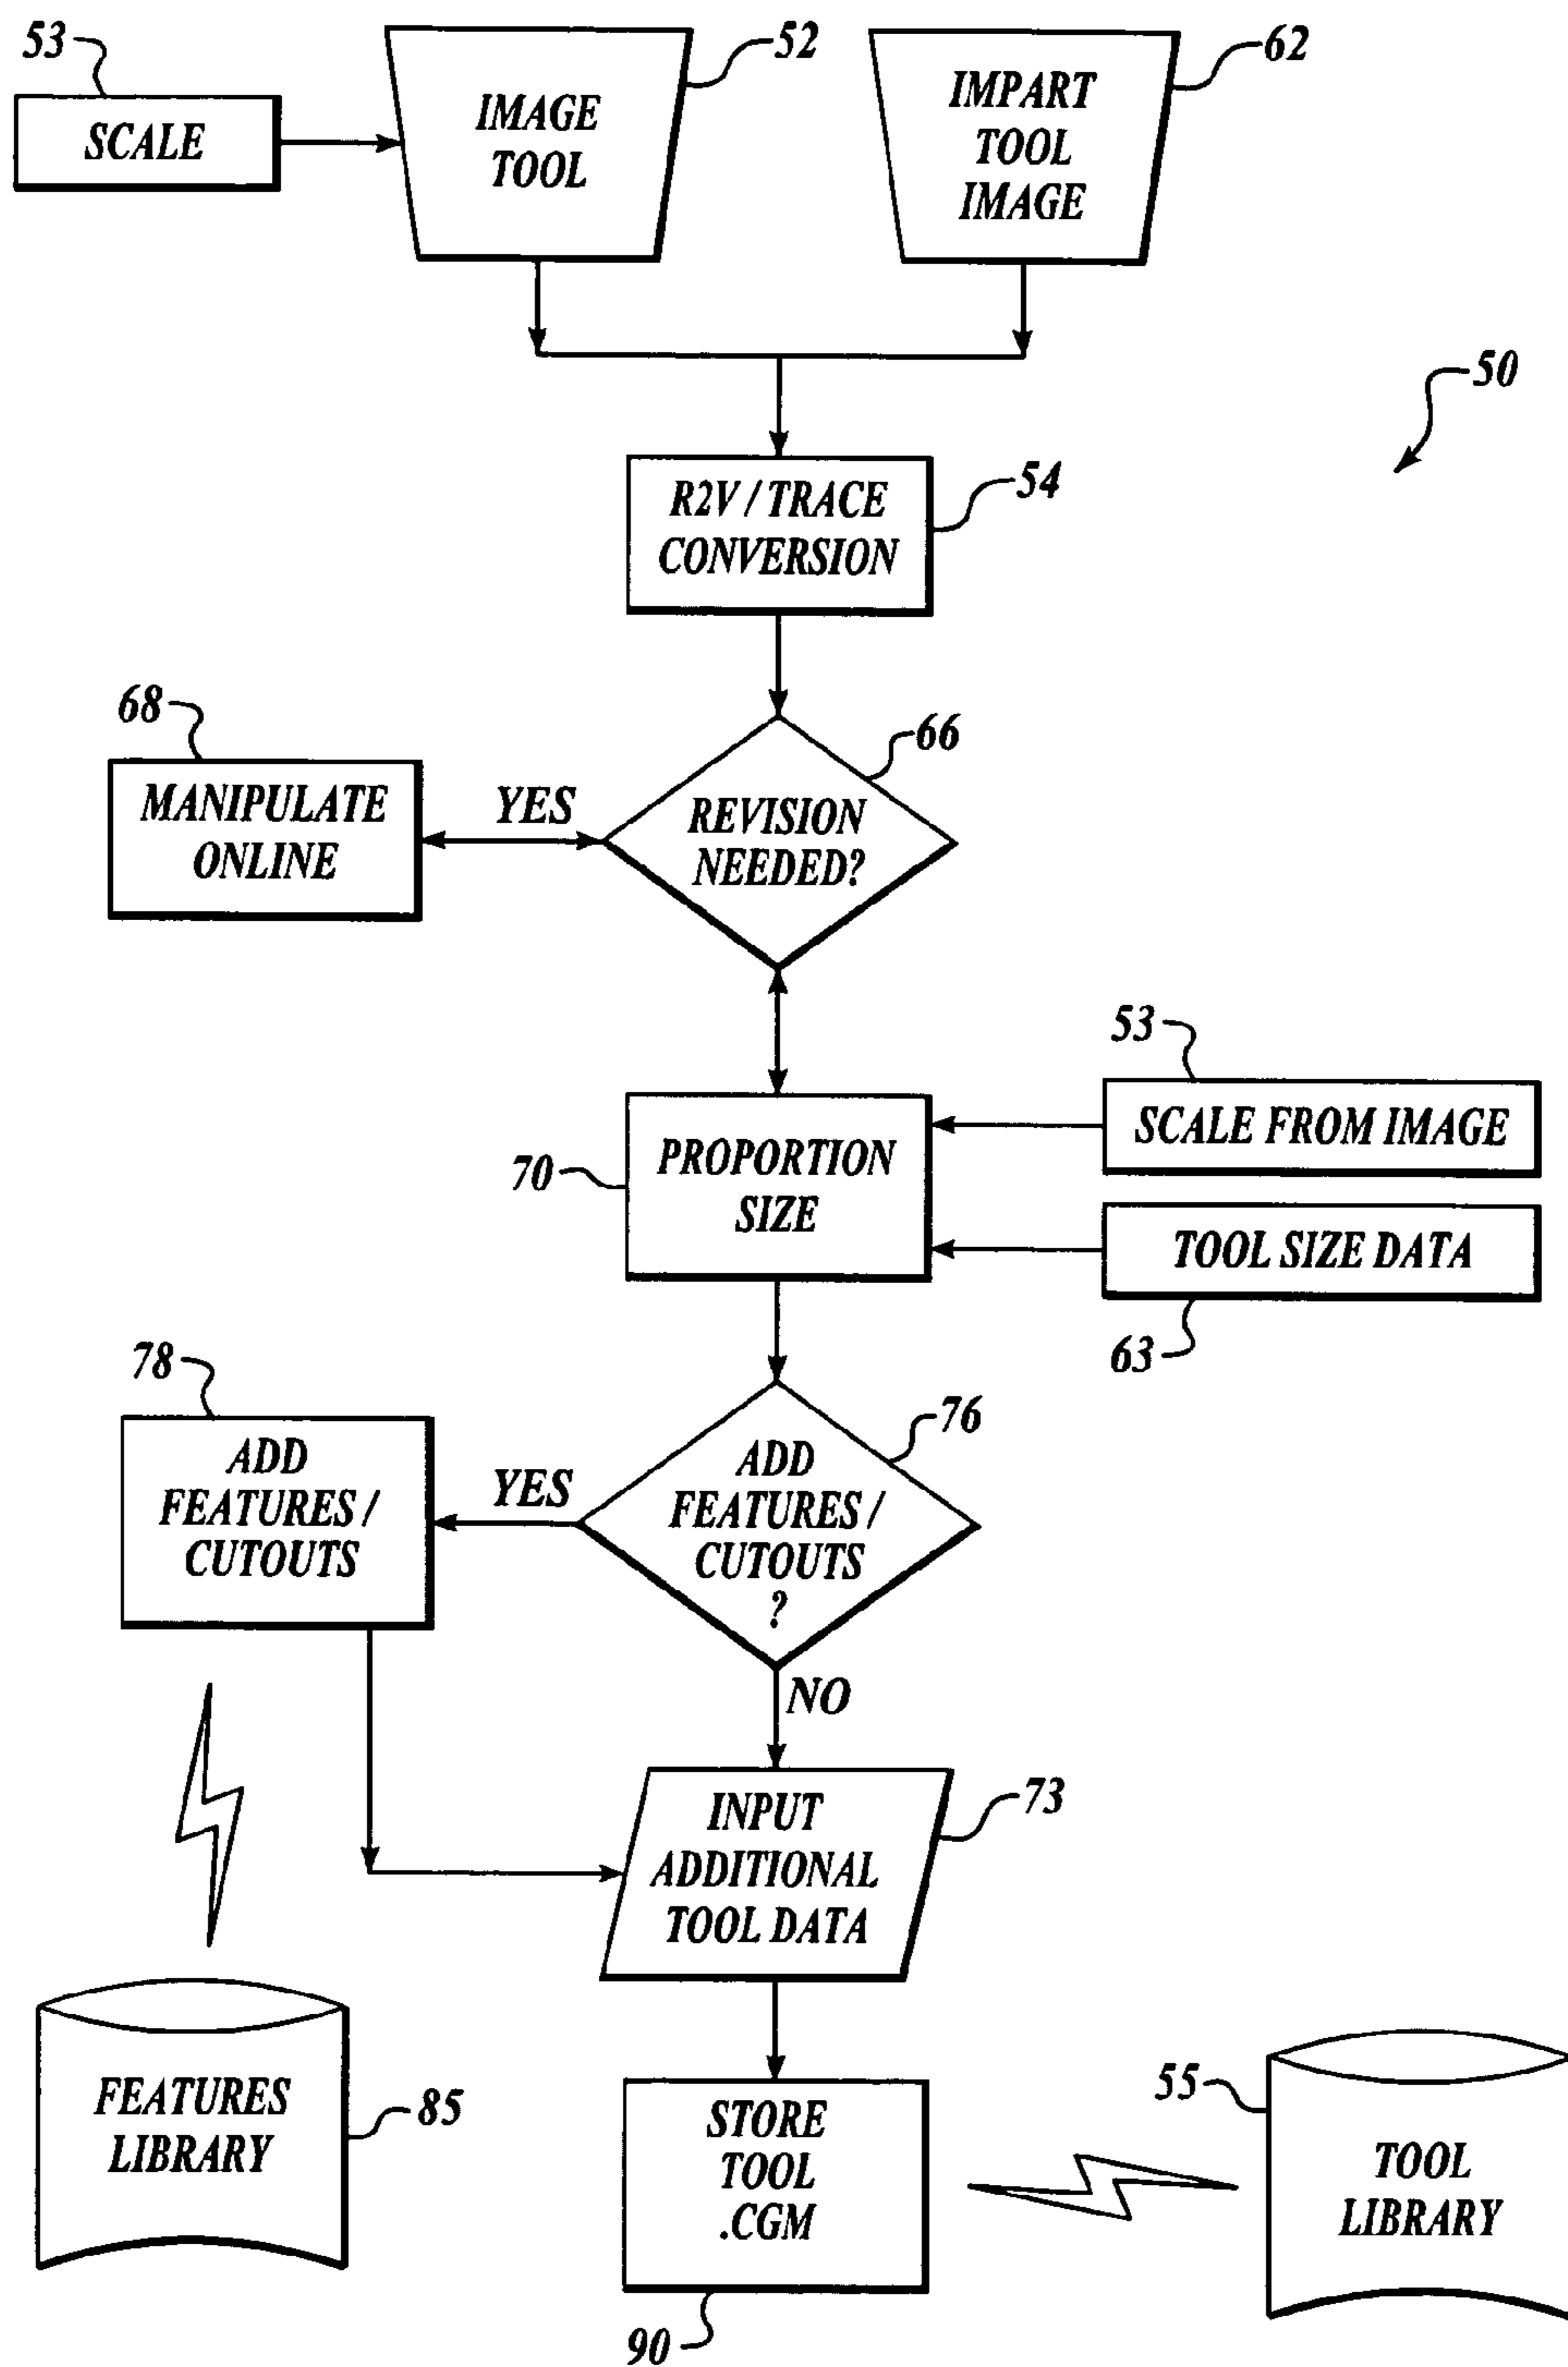 53
SCALE
52
IMAGE
TOOL
62
IMPART
TOOL
IMAGE
50
R2V / TRACE
CONVERSION
54
68
MANIPULATE
ONLINE
YES
66
REVISION
NEEDED?
53
SCALE FROM IMAGE
70
PROPORTION
SIZE
TOOL SIZE DATA
63
78
ADD
FEATURES /
CUTOUTS
YES
76
ADD
FEATURES /
CUTOUTS
?
NO
INPUT
ADDITIONAL
TOOL DATA
73
FEATURES
LIBRARY
85
STORE
TOOL
.CGM
90
55
TOOL
LIBRARY